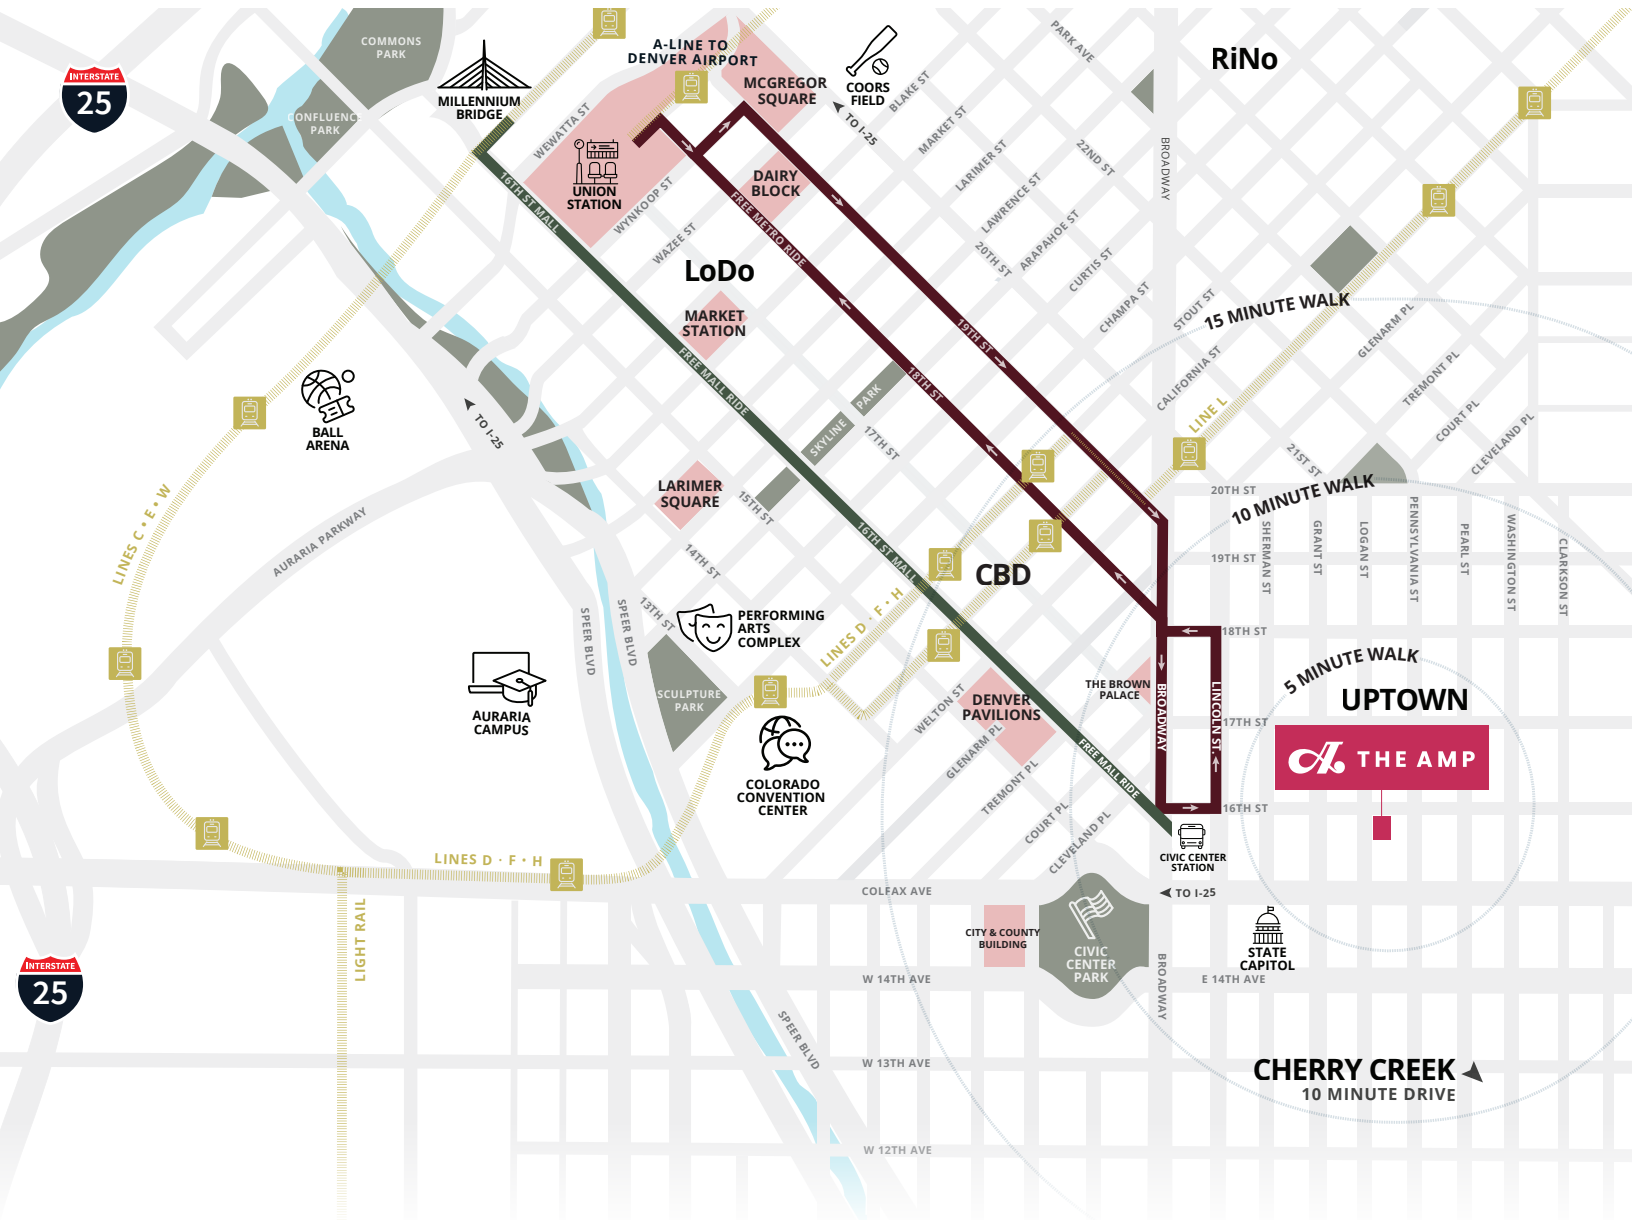 COMMONS
PARK
INTERSTATE
25
CONFLUENCE
PARK
MILLENNIUM
BRIDGE
A-LINE TO
DENVER AIRPORT
MCGREGOR
SQUARE
COORS
FIELD
TO I-25
PARK AVE
RiNo
BLAKE ST
MARKET ST
LARIMER ST
LAWRENCE ST
ARAPAHOE ST
CURTIS ST
CHAMPA ST
STOUT ST
CALIFORNIA ST
22ND ST
20TH ST
BROADWAY
WEWATTA ST
UNION
STATION
WYNKOOP ST
WAZEE ST
DAIRY
BLOCK
16TH ST MALL
FREE METRO RIDE
LoDo
MARKET
STATION
FREE MALL RIDE
19TH ST
18TH ST
15 MINUTE WALK
GLENARM PL
TREMONT PL
COURT PL
CLEVELAND PL
LINE L
21ST ST
10 MINUTE WALK
BALL
ARENA
TO I-25
SKYLINE
PARK
17TH ST
LARIMER
SQUARE
15TH ST
14TH ST
13TH ST
16TH ST MALL
LINES C • E • W
AURARIA PARKWAY
CBD
20TH ST
19TH ST
SHERMAN ST
GRANT ST
LOGAN ST
PENNSYLVANIA ST
PEARL ST
WASHINGTON ST
CLARKSON ST
SPEER BLVD
SPEER BLVD
PERFORMING
ARTS
COMPLEX
LINES D • F • H
18TH ST
5 MINUTE WALK
AURARIA
CAMPUS
SCULPTURE
PARK
WELTON ST
DENVER
PAVILIONS
GLENARM PL
TREMONT PL
COURT PL
CLEVELAND PL
THE BROWN
PALACE
BROADWAY
LINCOLN ST.
17TH ST
UPTOWN
THE AMP
FREE MALL RIDE
16TH ST
COLORADO
CONVENTION
CENTER
CIVIC CENTER
STATION
LINES D • F • H
COLFAX AVE
TO I-25
LIGHT RAIL
CITY & COUNTY
BUILDING
CIVIC
CENTER
PARK
STATE
CAPITOL
INTERSTATE
25
W 14TH AVE
E 14TH AVE
BROADWAY
SPEER BLVD
W 13TH AVE
CHERRY CREEK
10 MINUTE DRIVE
W 12TH AVE